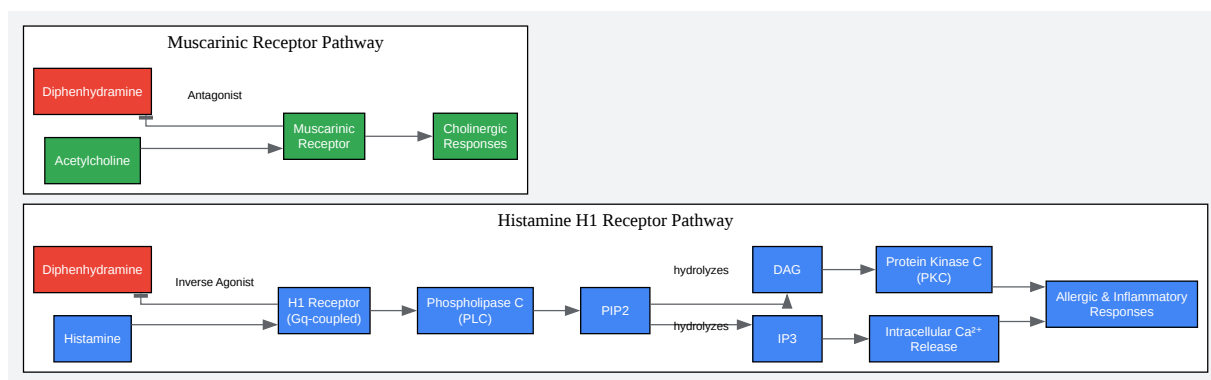 Muscarinic Receptor Pathway
Diphenhydramine
Antagonist
Muscarinic
Receptor
Cholinergic
Responses
Acetylcholine
Histamine H1 Receptor Pathway
Diphenhydramine
Inverse Agonist
Histamine
H1 Receptor
(Gq-coupled)
Phospholipase C
(PLC)
PIP2
hydrolyzes
DAG
Protein Kinase C
(PKC)
hydrolyzes
IP3
Intracellular Ca²⁺
Release
Allergic & Inflammatory
Responses